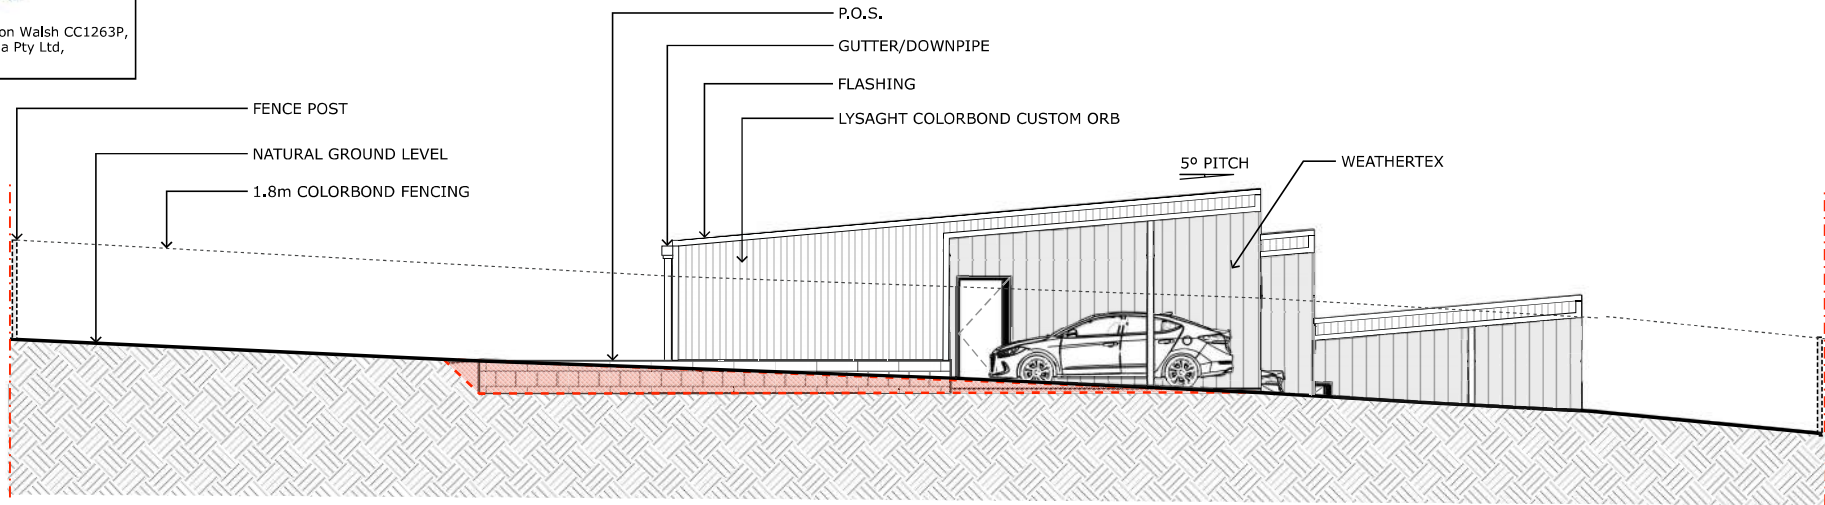 on Walsh CC1263P,
a Pty Ltd,
P.O.S.
GUTTER/DOWNPIPE
FLASHING
FENCE POST
LYSAGHT COLORBOND CUSTOM ORB
NATURAL GROUND LEVEL
5º PITCH
WEATHERTEX
1.8m COLORBOND FENCING